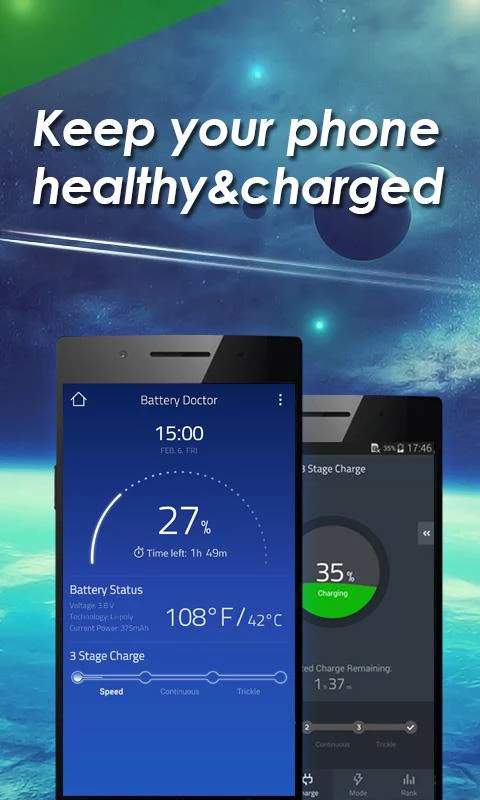 Keep your phone
healthy&charged
Battery Doctor
15:00
FEB, 6, FRI
27%
Time left: 1h 49m
Battery Status
Voltage: 3.8 V
Technology: Li-poly
Current Power: 375mAh
108°F/42°C
3 Stage Charge
Speed Continuous Trickle
35% 17:46
3 Stage Charge
«
35%
Charging
ted Charge Remaining:
1h37m
2 3
Continuous Trickle
arge Mode Rank